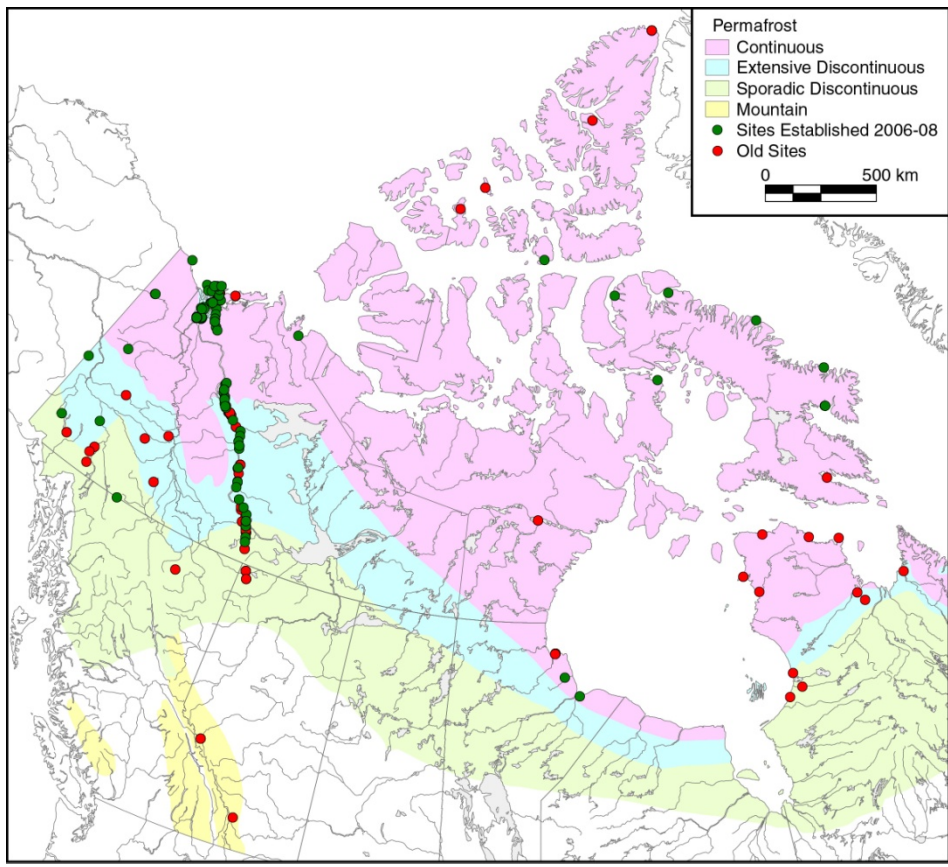 Permafrost
Continuous
Extensive Discontinuous
Sporadic Discontinuous
Mountain
Sites Established 2006-08
Old Sites
0 500 km